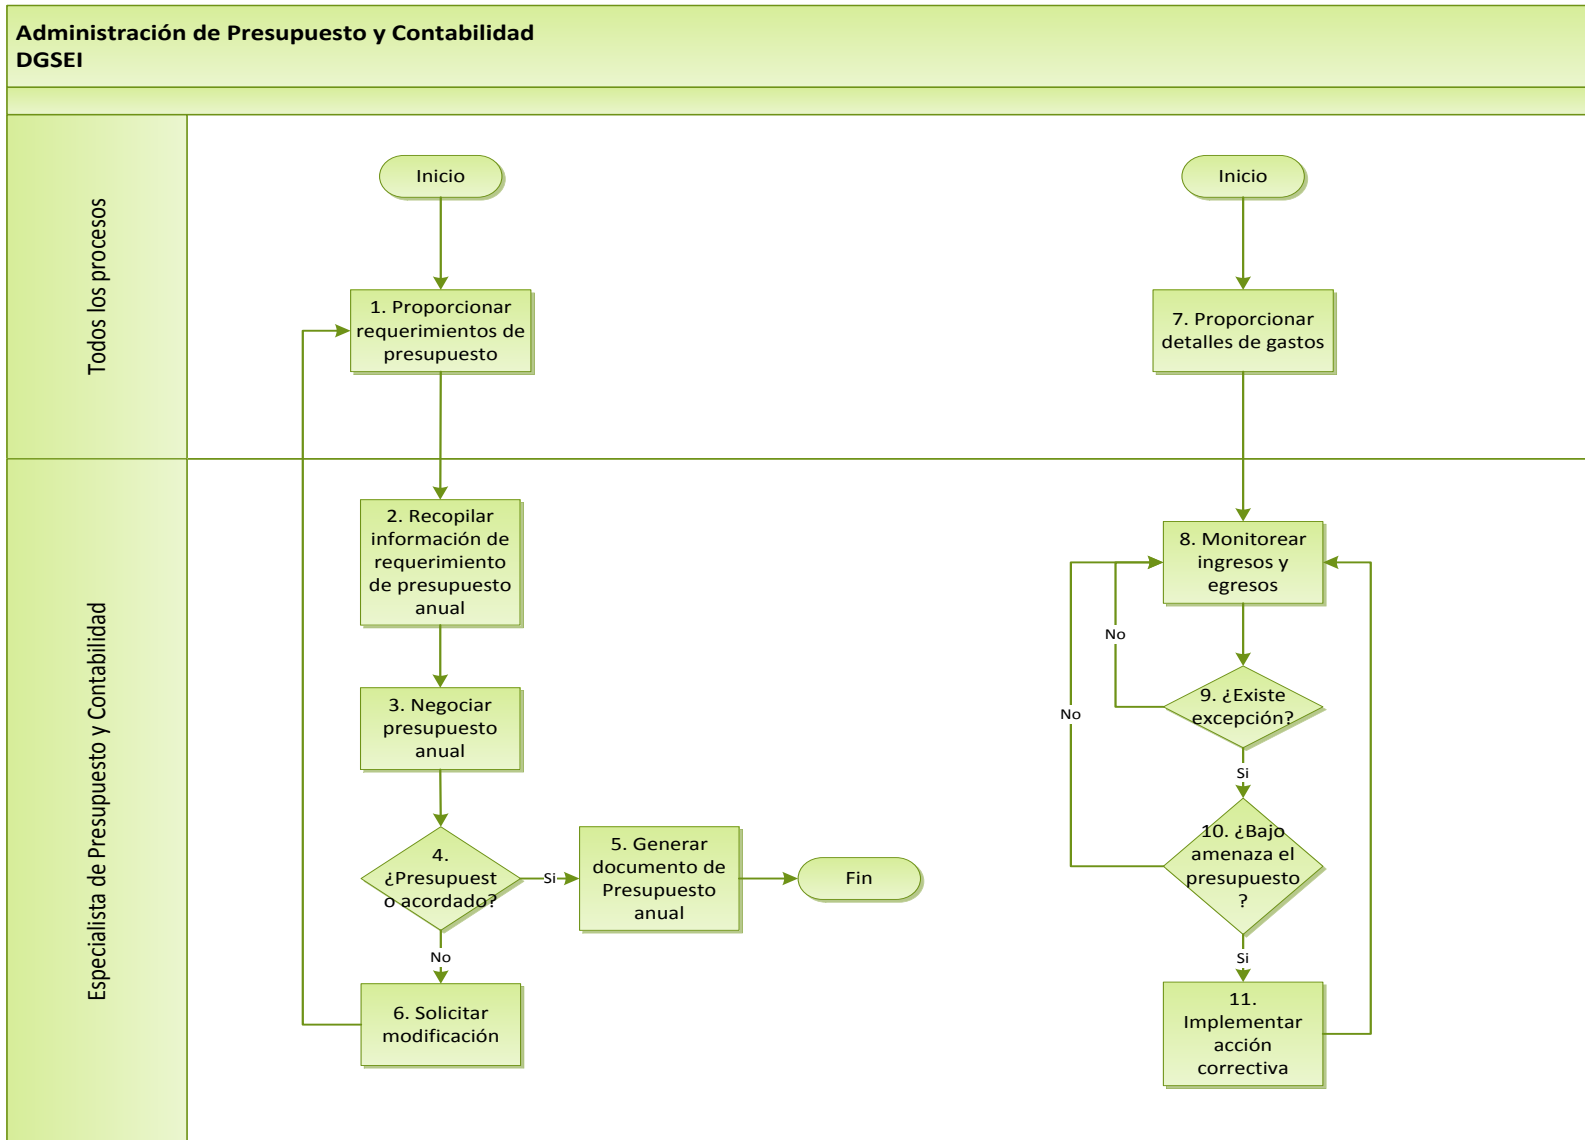 Administración de Presupuesto y Contabilidad
DGSEI
Todos los procesos
Inicio
1. Proporcionar
requerimientos de
presupuesto
Inicio
7. Proporcionar
detalles de gastos
Especialista de Presupuesto y Contabilidad
2. Recopilar
información de
requerimiento
de presupuesto
anual
3. Negociar
presupuesto
anual
4.
¿Presupuest
o acordado?
Si
5. Generar
documento de
Presupuesto
anual
Fin
No
6. Solicitar
modificación
8. Monitorear
ingresos y
egresos
No
9. ¿Existe
excepción?
No
Si
10. ¿Bajo
amenaza el
presupuesto
?
Si
11.
Implementar
acción
correctiva